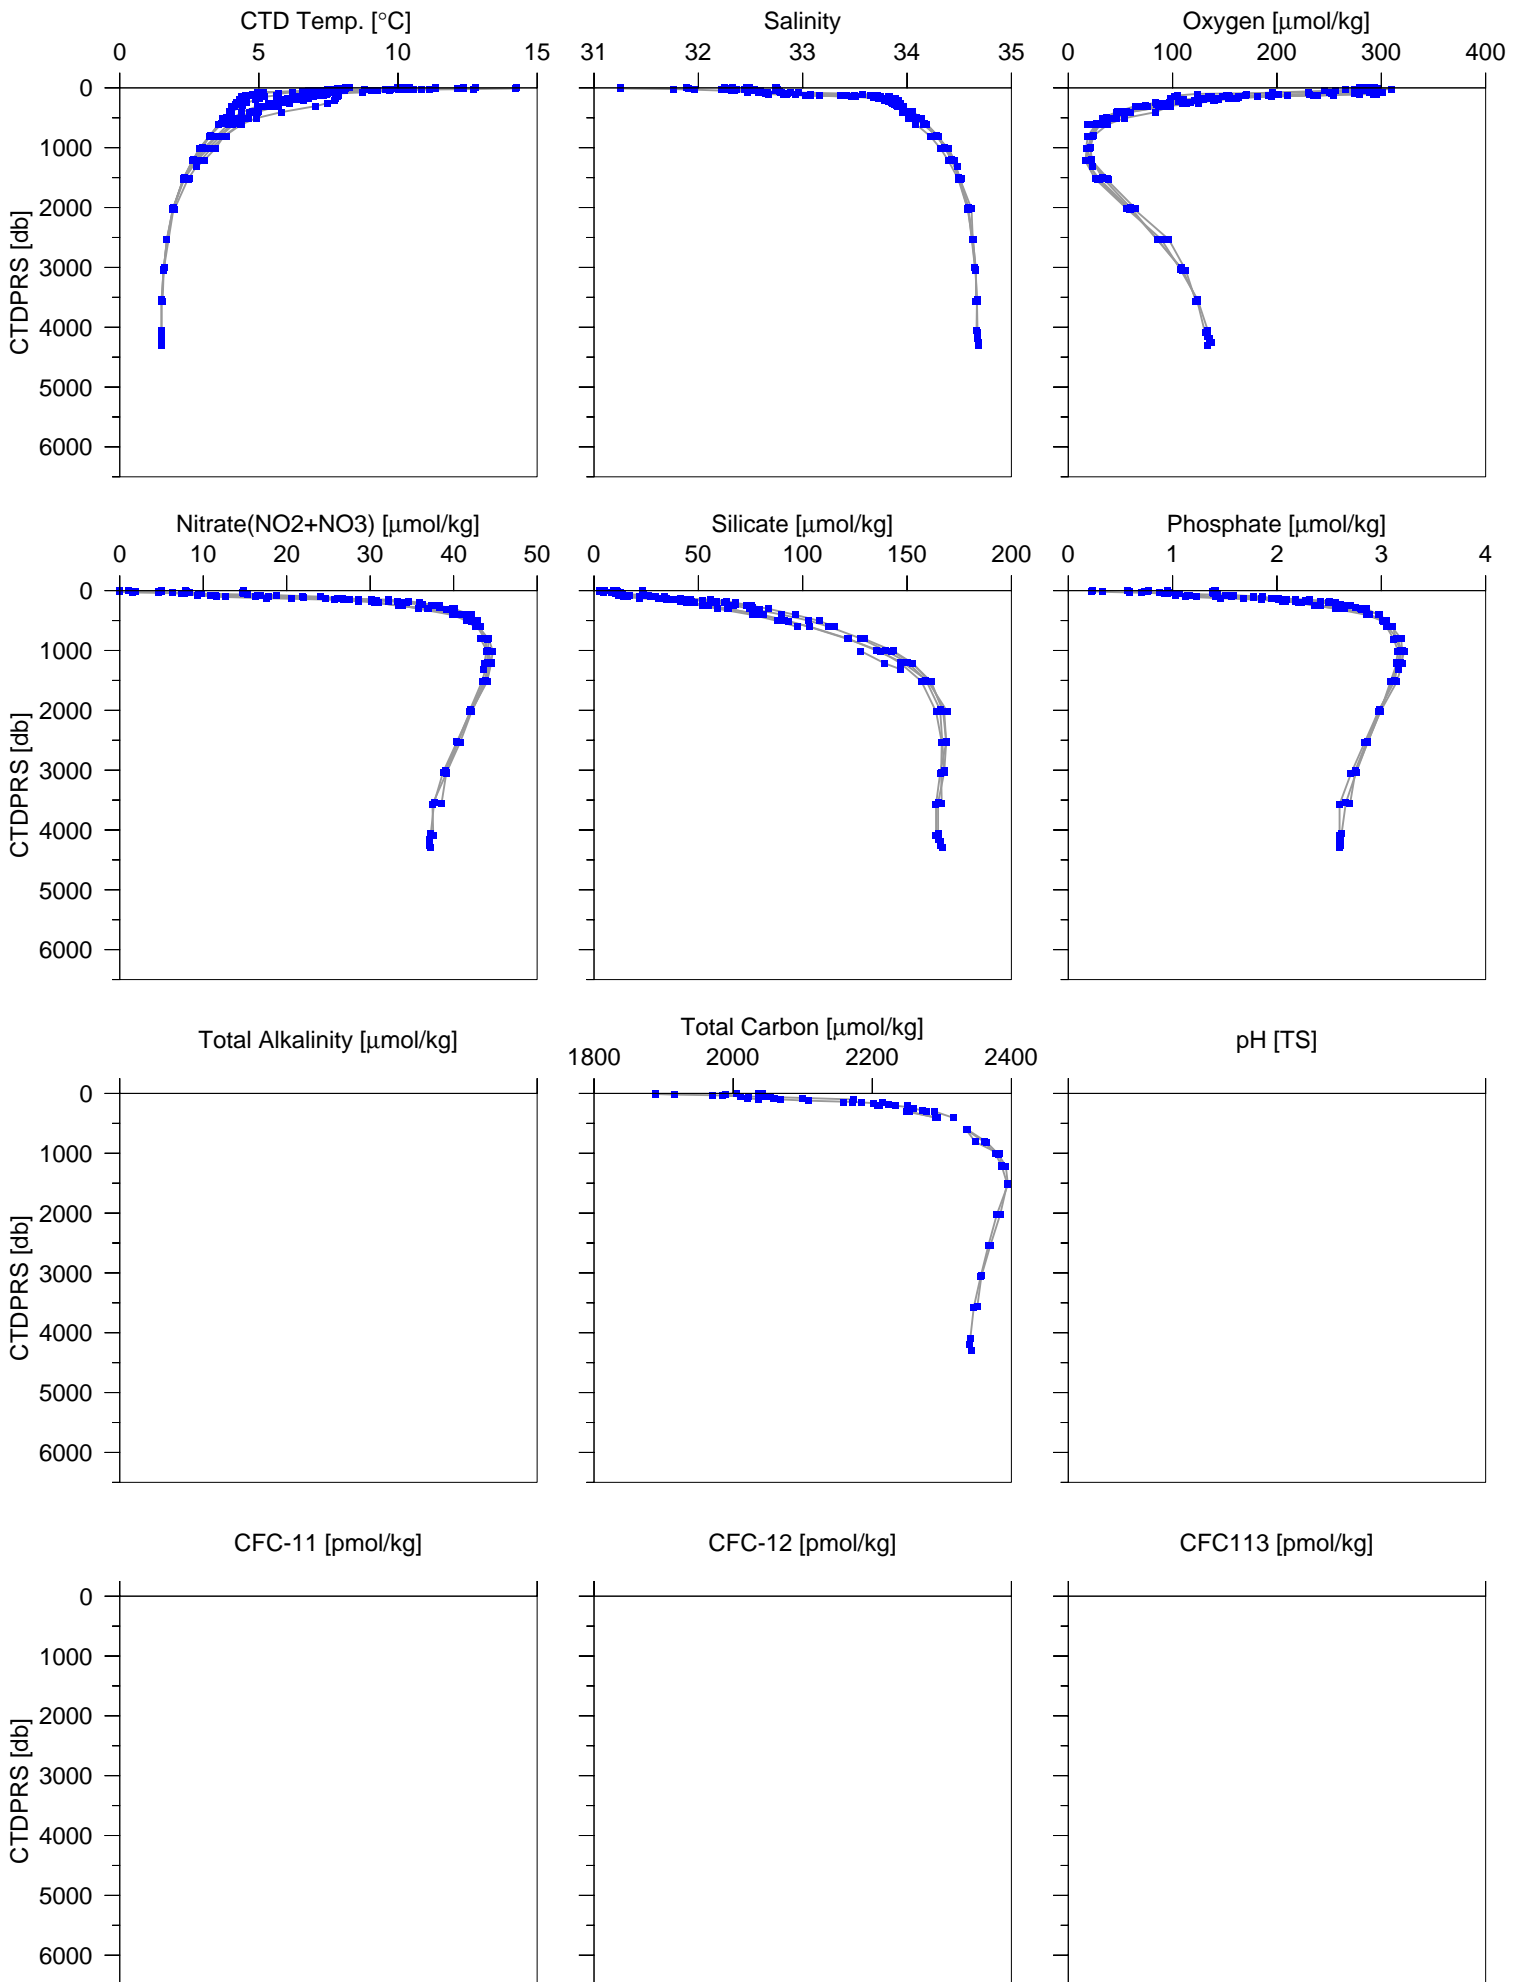 CTD Temp. [°C] Salinity Oxygen [μmol/kg]
0 5 10 15 31 32 33 34 35 0 100 200 300 400
0
1000
2000
3000
4000
5000
6000
CTDPRS [db]
Nitrate(NO2+NO3) [μmol/kg] Silicate [μmol/kg] Phosphate [μmol/kg]
0 10 20 30 40 50 0 50 100 150 200 0 1 2 3 4
0
1000
2000
3000
4000
5000
6000
CTDPRS [db]
Total Alkalinity [μmol/kg] Total Carbon [μmol/kg] pH [TS]
1800 2000 2200 2400
0
1000
2000
3000
4000
5000
6000
CTDPRS [db]
CFC-11 [pmol/kg] CFC-12 [pmol/kg] CFC113 [pmol/kg]
0
1000
2000
3000
4000
5000
6000
CTDPRS [db]